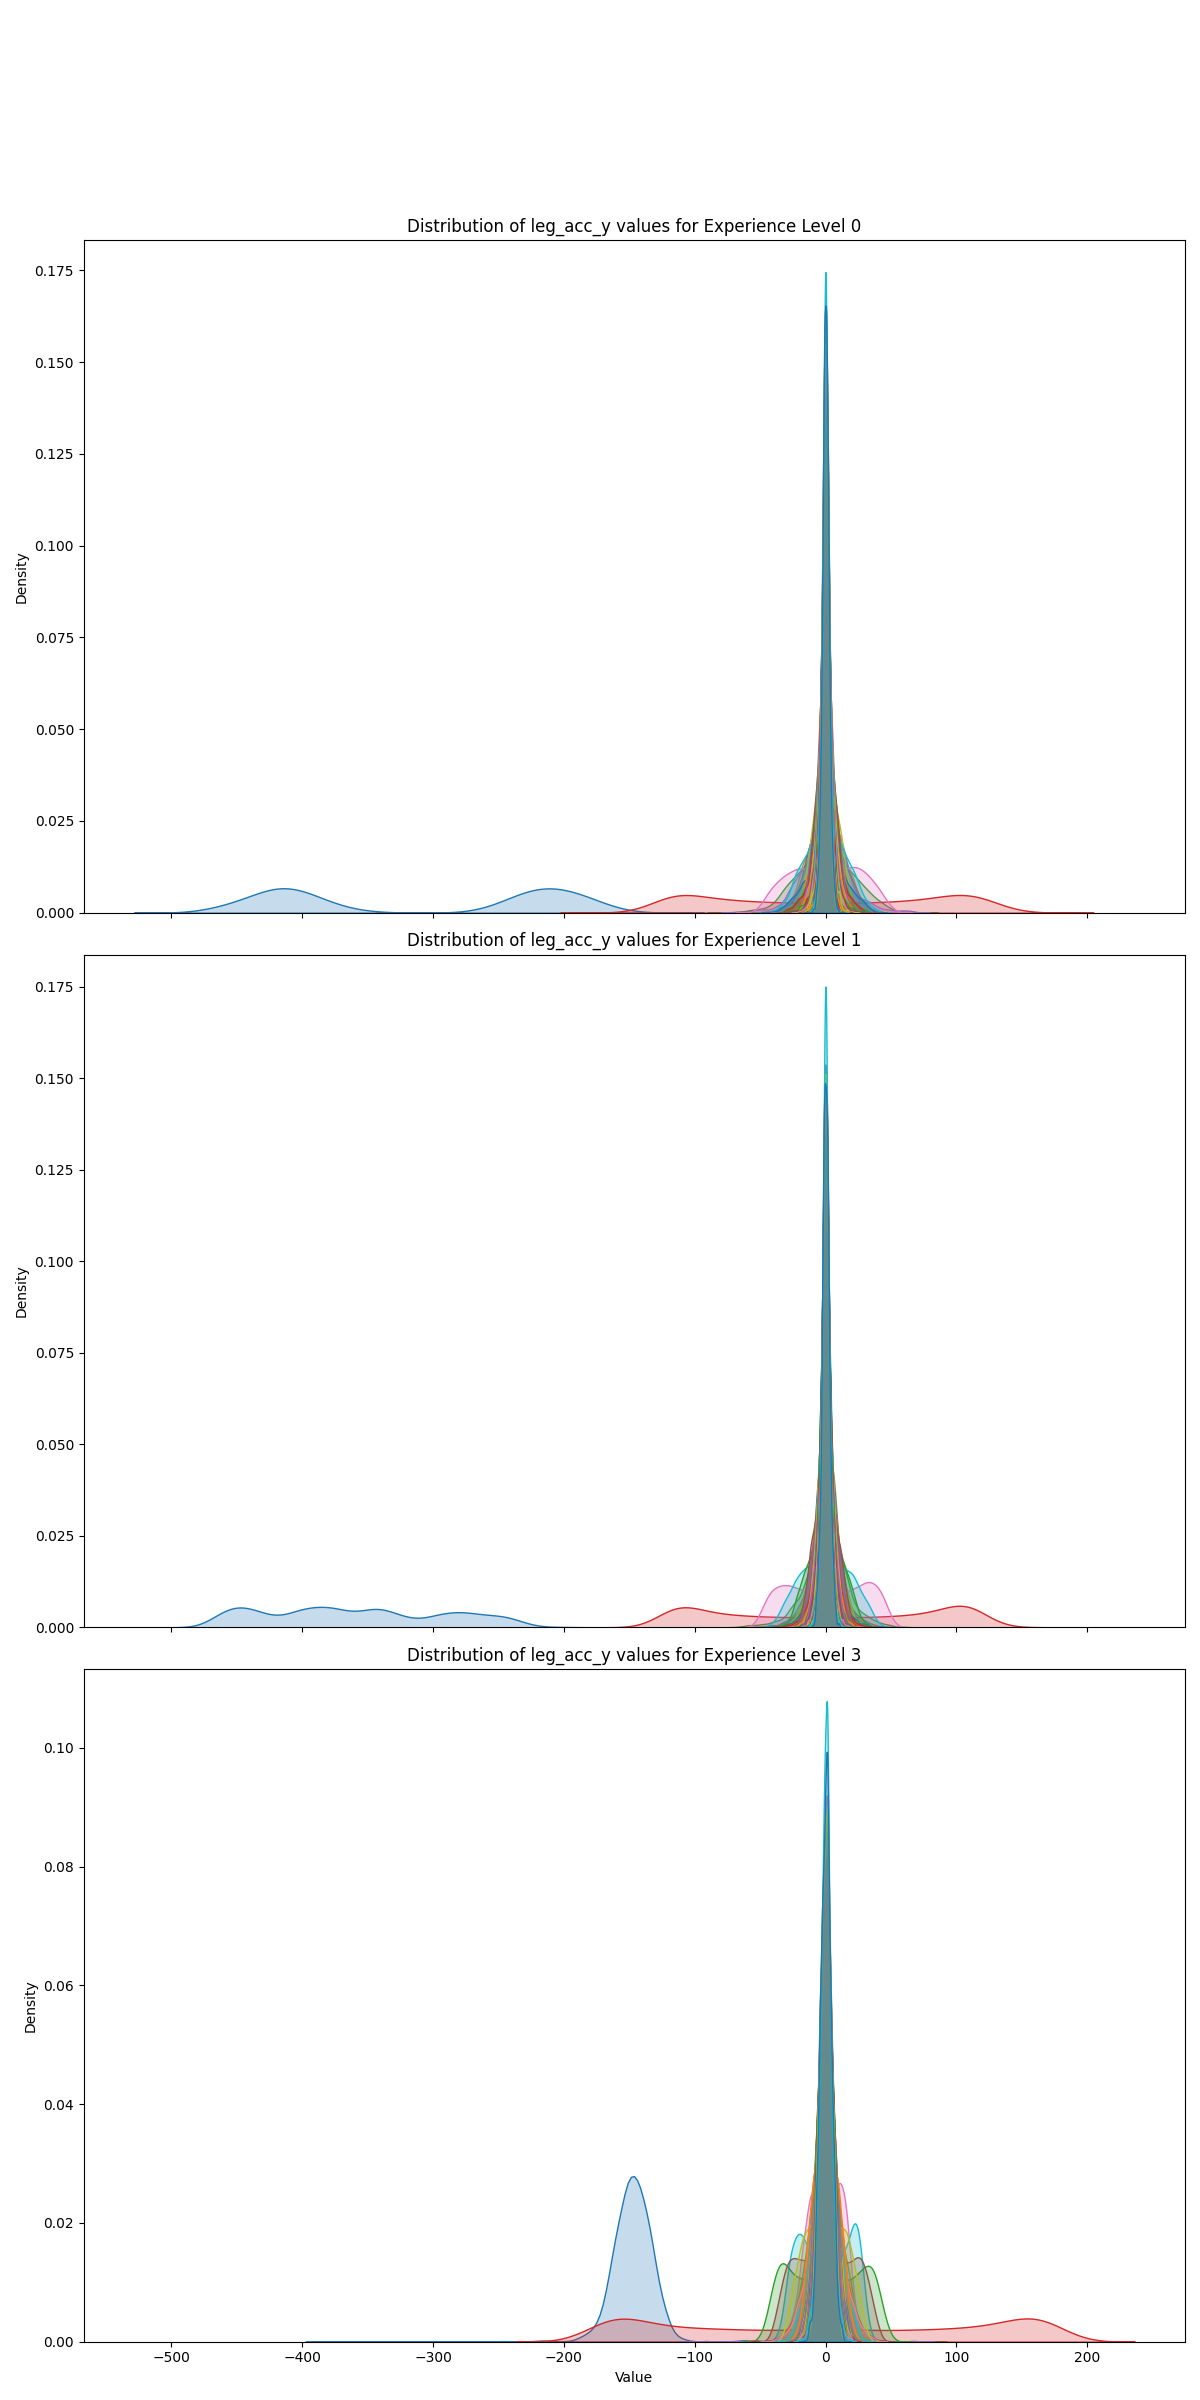 Distribution of leg_acc_y values for Experience Level 0
0.175
0.150
0.125
0.100
Density
0.075
0.050
0.025
0.000
Distribution of leg_acc_y values for Experience Level 1
0.175
0.150
0.125
0.100
Density
0.075
0.050
0.025
0.000
Distribution of leg_acc_y values for Experience Level 3
0.10
0.08
0.06
Density
0.04
0.02
0.00
−500 −400 −300 −200 −100 0 100 200
Value